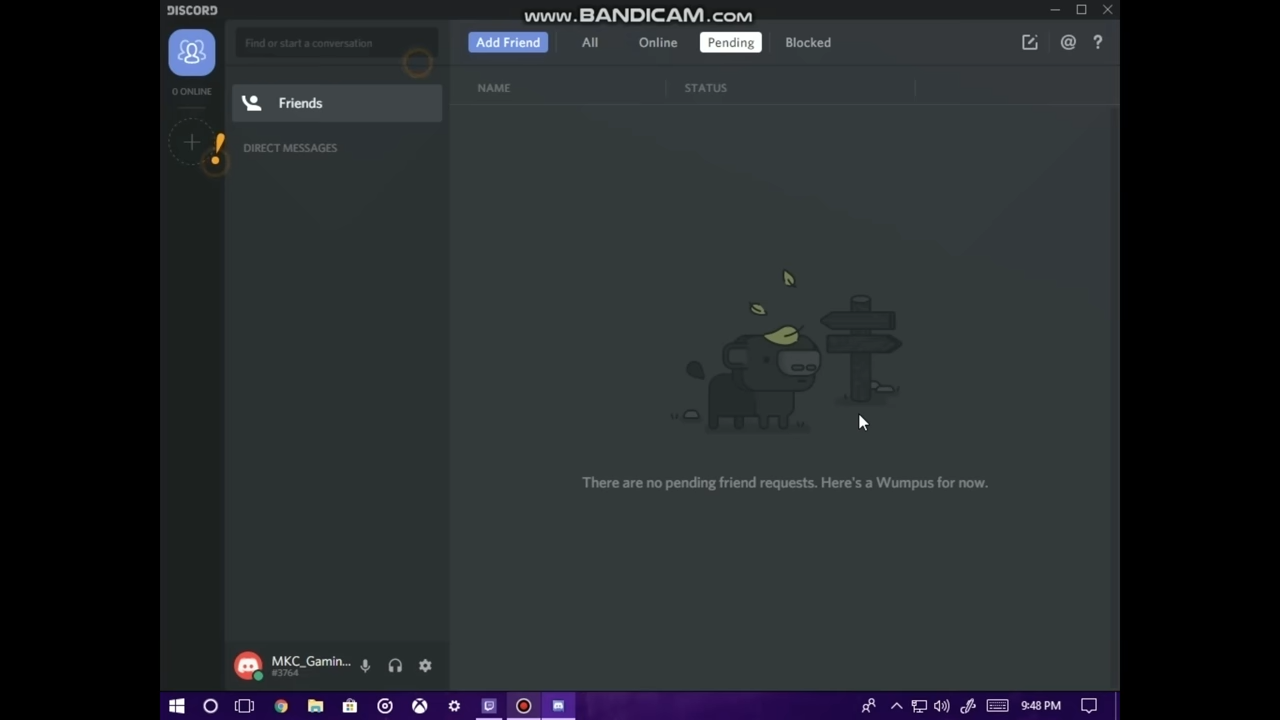 DISCORD
www.BANDICAM.com
Find or start a conversation
Add Friend
All
Online
Pending
Blocked
@
?
0 ONLINE
NAME
STATUS
Friends
DIRECT MESSAGES
There are no pending friend requests. Here's a Wumpus for now.
MKC_Gamin...
#3764
9:48 PM